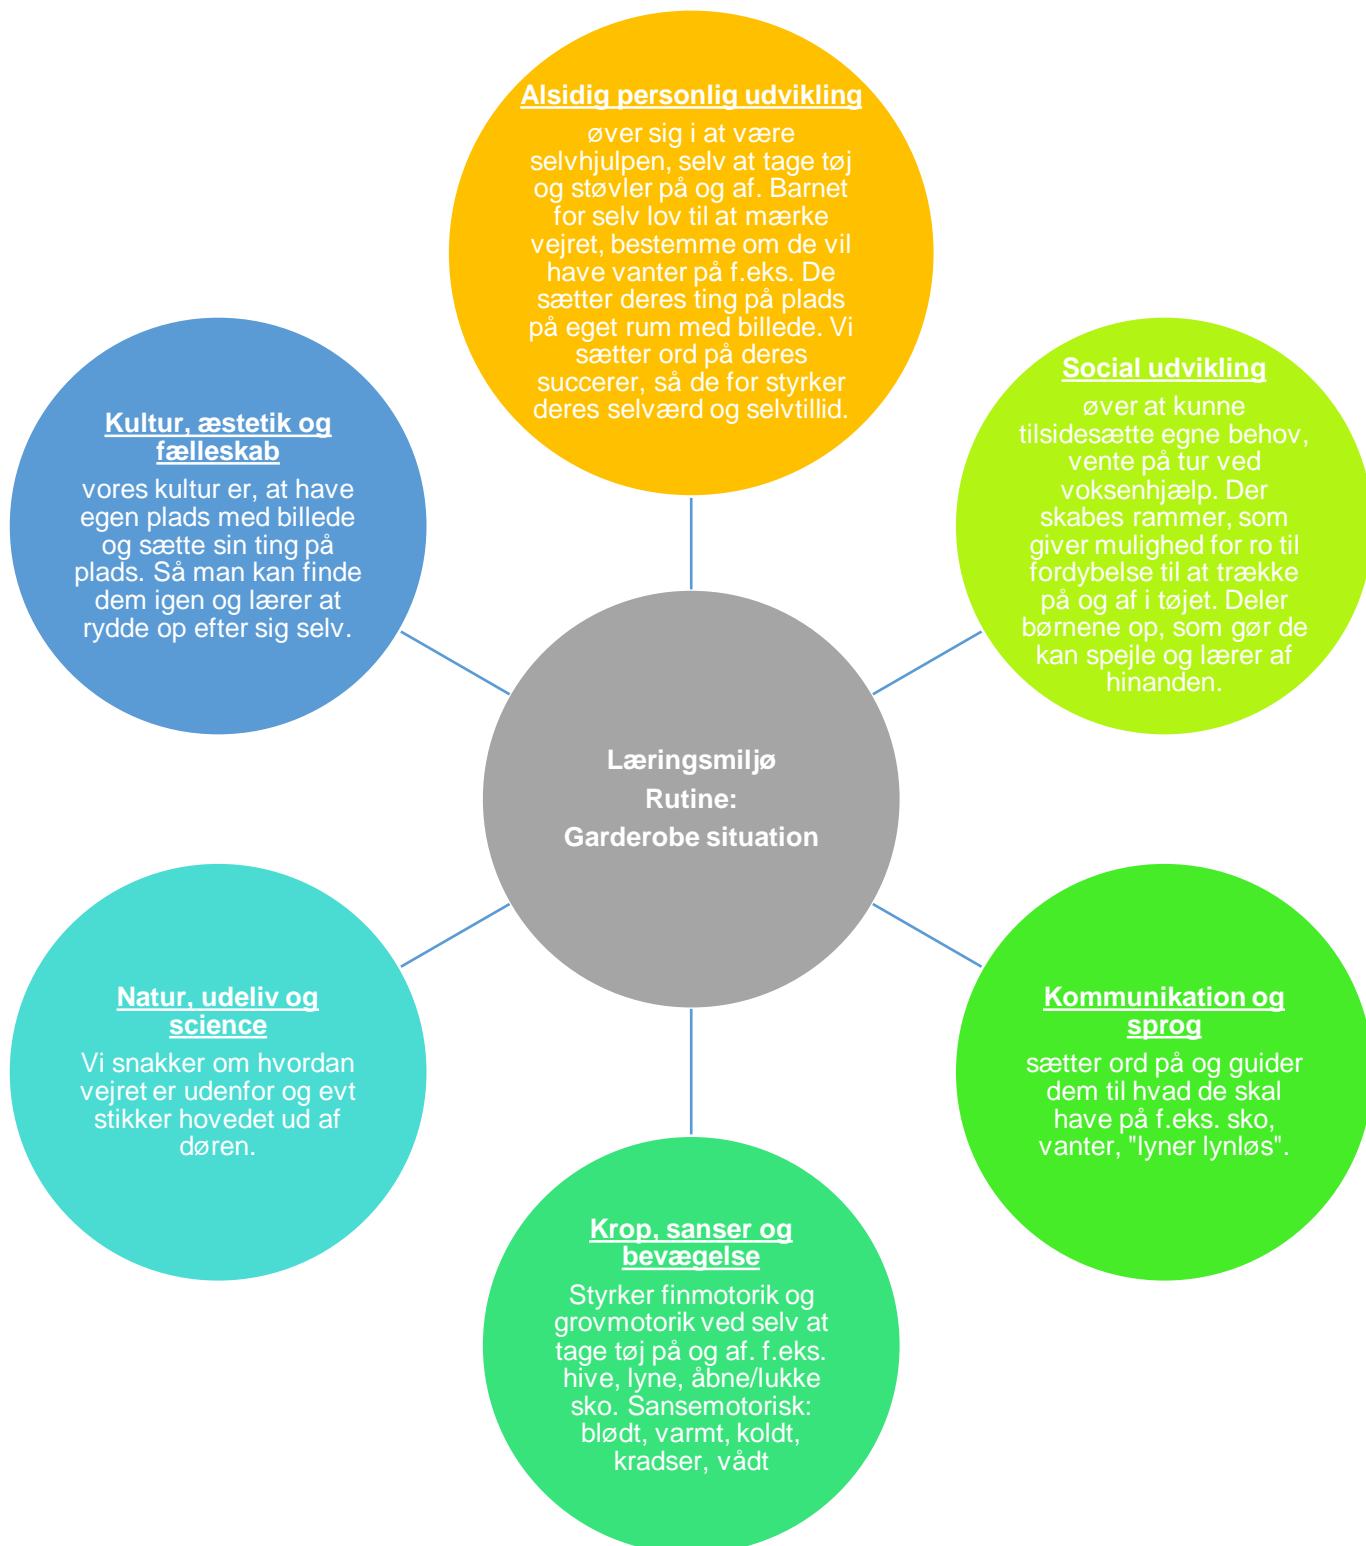 Alsidig personlig udvikling
øver sig i at være
selvhjulpen, selv at tage tøj
og støvler på og af. Barnet
for selv lov til at mærke
vejret, bestemme om de vil
have vanter på f.eks. De
sætter deres ting på plads
på eget rum med billede. Vi
sætter ord på deres
succerer, så de for styrker
deres selværd og selvtillid.
Social udvikling
øver at kunne
tilsidesætte egne behov,
vente på tur ved
voksenhjælp. Der
skabes rammer, som
giver mulighed for ro til
fordybelse til at trække
på og af i tøjet. Deler
børnene op, som gør de
kan spejle og lærer af
hinanden.
Kommunikation og
sprog
sætter ord på og guider
dem til hvad de skal
have på f.eks. sko,
vanter, "lyner lynløs".
Krop, sanser og
bevægelse
Styrker finmotorik og
grovmotorik ved selv at
tage tøj på og af. f.eks.
hive, lyne, åbne/lukke
sko. Sansemotorisk:
blødt, varmt, koldt,
kradser, vådt
Natur, udeliv og
science
Vi snakker om hvordan
vejret er udenfor og evt
stikker hovedet ud af
døren.
Kultur, æstetik og
fælleskab
vores kultur er, at have
egen plads med billede
og sætte sin ting på
plads. Så man kan finde
dem igen og lærer at
rydde op efter sig selv.
Læringsmiljø
Rutine:
Garderobe situation